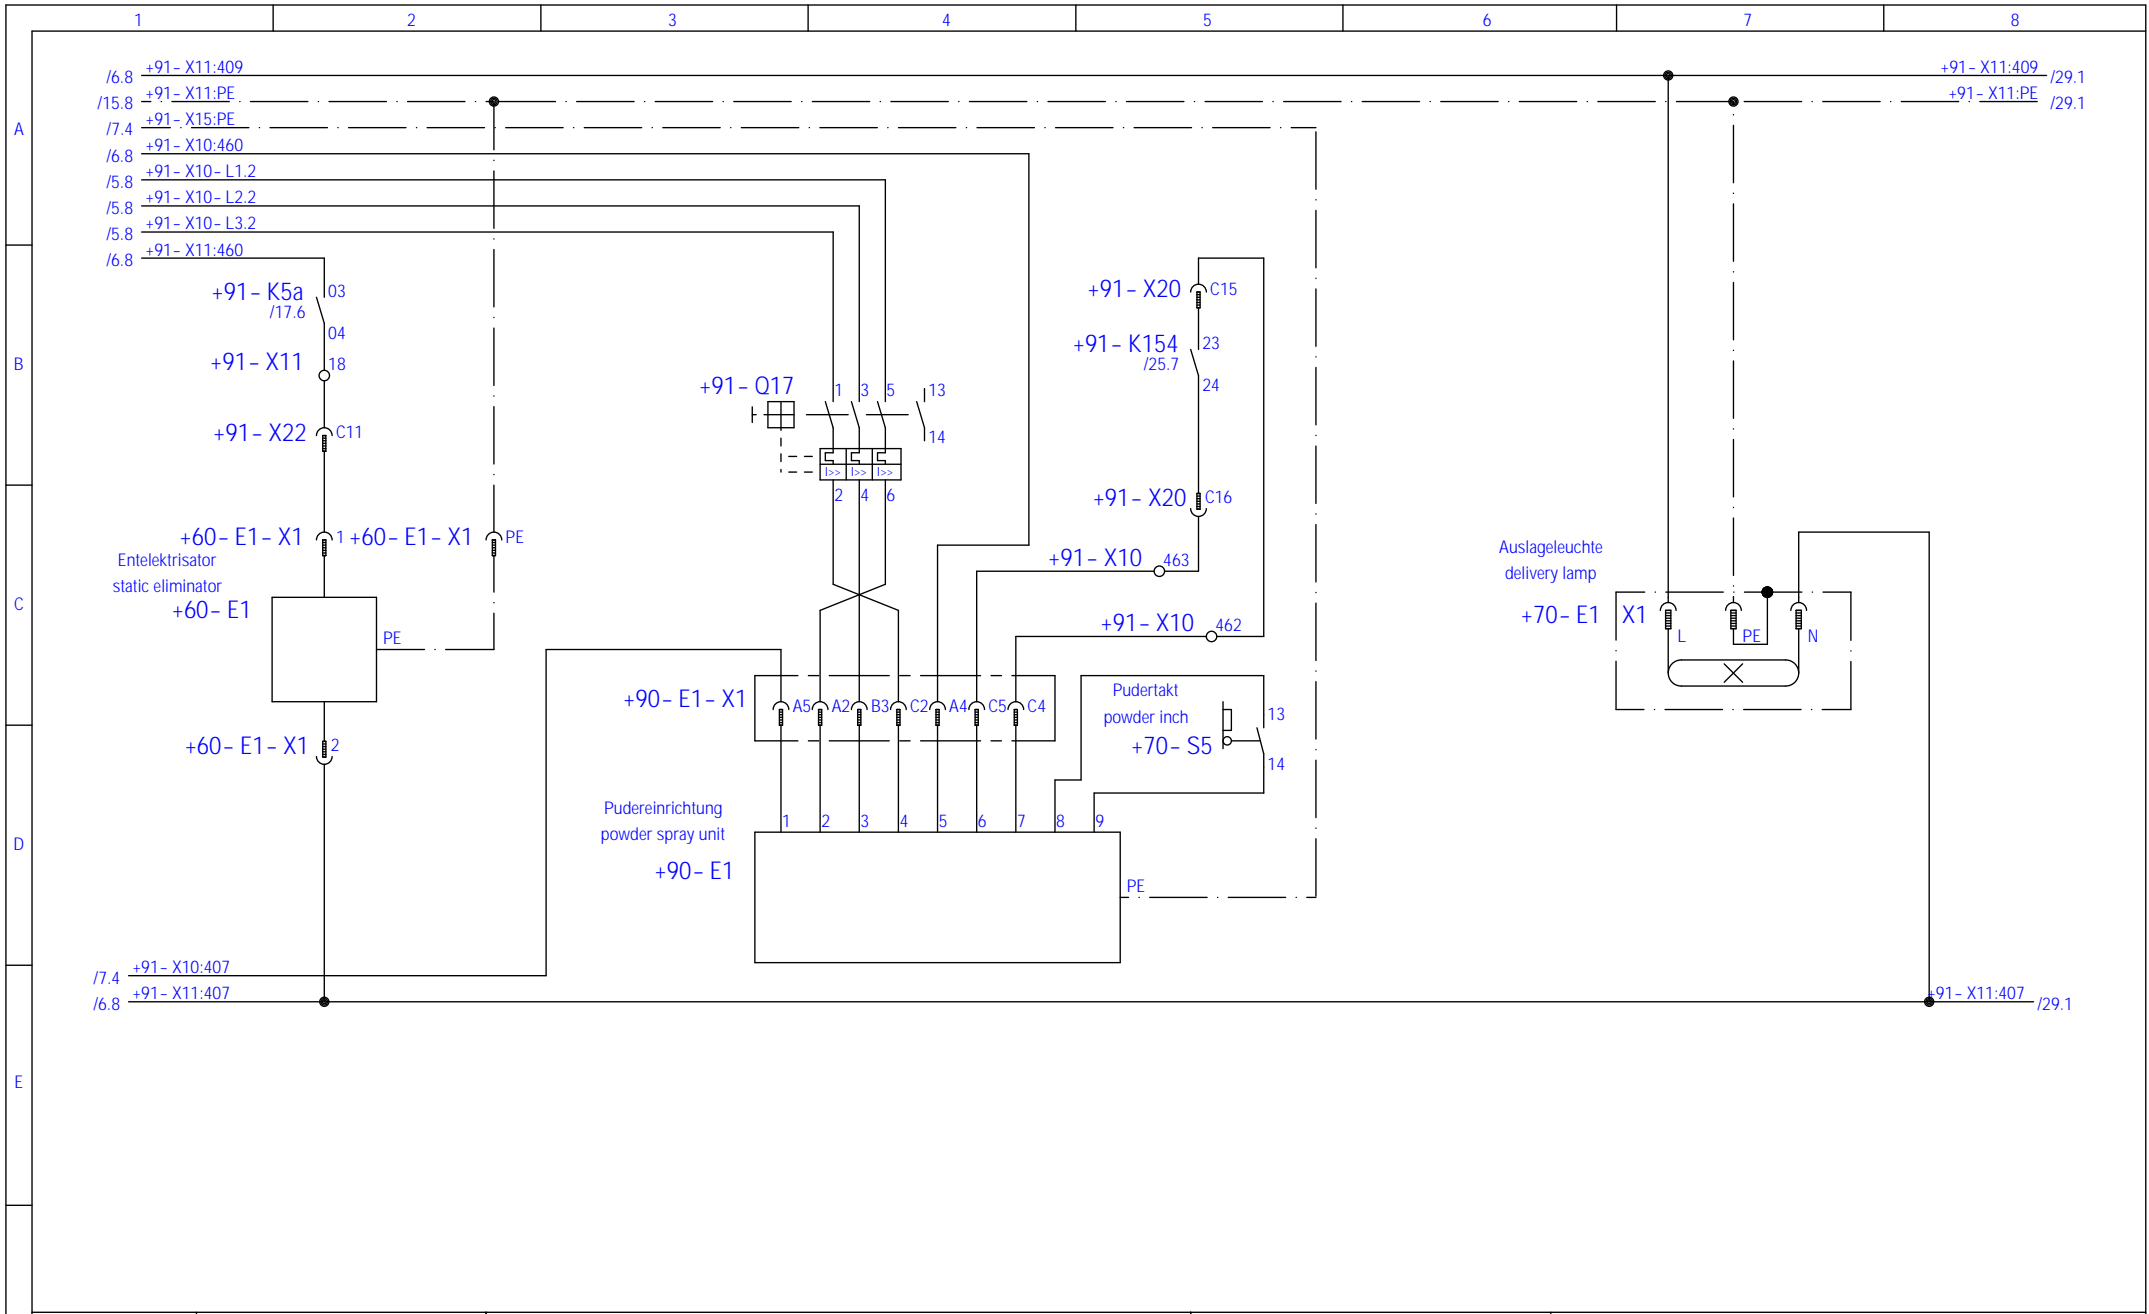 1 2 3 4 5 6 7 8
/6.8 +91-X11:409 +91-X11:409 /29.1
/15.8 +91-X11:PE +91-X11:PE /29.1
A
/7.4 +91-X15:PE
/6.8 +91-X10:460
/5.8 +91-X10-L1.2
/5.8 +91-X10-L2.2
/5.8 +91-X10-L3.2
/6.8 +91-X11:460
B
+91-K5a 03
/17.6
04
+91-X11 18
+91-X22 C11
+91-Q17 1 3 5 13
14
I>> I>> I>>
2 4 6
+91-X20 C15
+91-K154 23
/25.7
24
+91-X20 C16
C
+60-E1-X1 1 +60-E1-X1 PE
Entelektrisator
static eliminator
+60-E1
PE
+60-E1-X1 2
+91-X10 463
+91-X10 462
Auslageleuchte
delivery lamp
+70-E1 X1
L PE N
+90-E1-X1 A5 A2 B3 C2 A4 C5 C4
Pudertakt
powder inch
+70-S5
13
14
D
Pudereinrichtung
powder spray unit
+90-E1
1 2 3 4 5 6 7 8 9
PE
/7.4 +91-X10:407
/6.8 +91-X11:407 +91-X11:407 /29.1
E